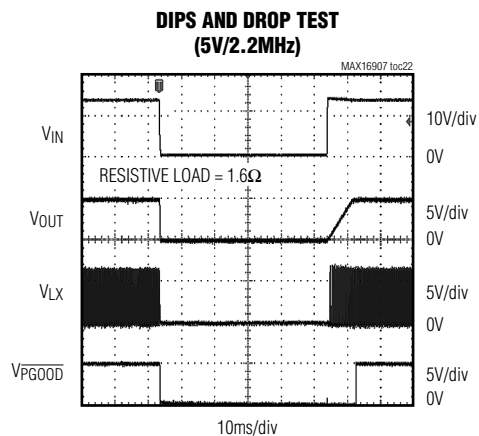 DIPS AND DROP TEST
(5V/2.2MHz)
MAX16907 toc22
VIN
10V/div
0V
RESISTIVE LOAD = 1.6Ω
VOUT
5V/div
0V
VLX
5V/div
0V
VPGOOD
5V/div
0V
10ms/div